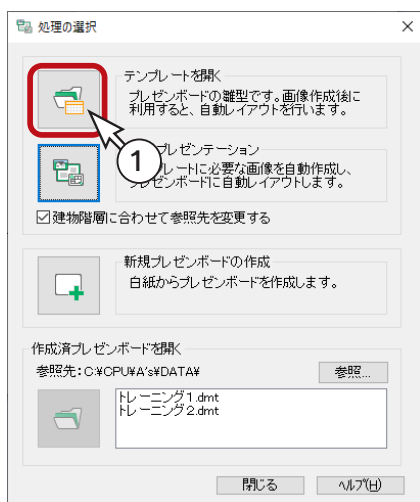 処理の選択
テンプレートを開く
プレゼンボードの雛型です。画像作成後に
利用すると、自動レイアウトを行います。
1
プレゼンテーション
レートに必要な画像を自動作成し、
プレゼンボードに自動レイアウトします。
建物階層に合わせて参照先を変更する
新規プレゼンボードの作成
白紙からプレゼンボードを作成します。
作成済プレゼンボードを開く
参照先:C:¥CPU¥A's¥DATA¥
参照...
トレーニング1.dmt
トレーニング2.dmt
閉じる
ヘルプ(H)